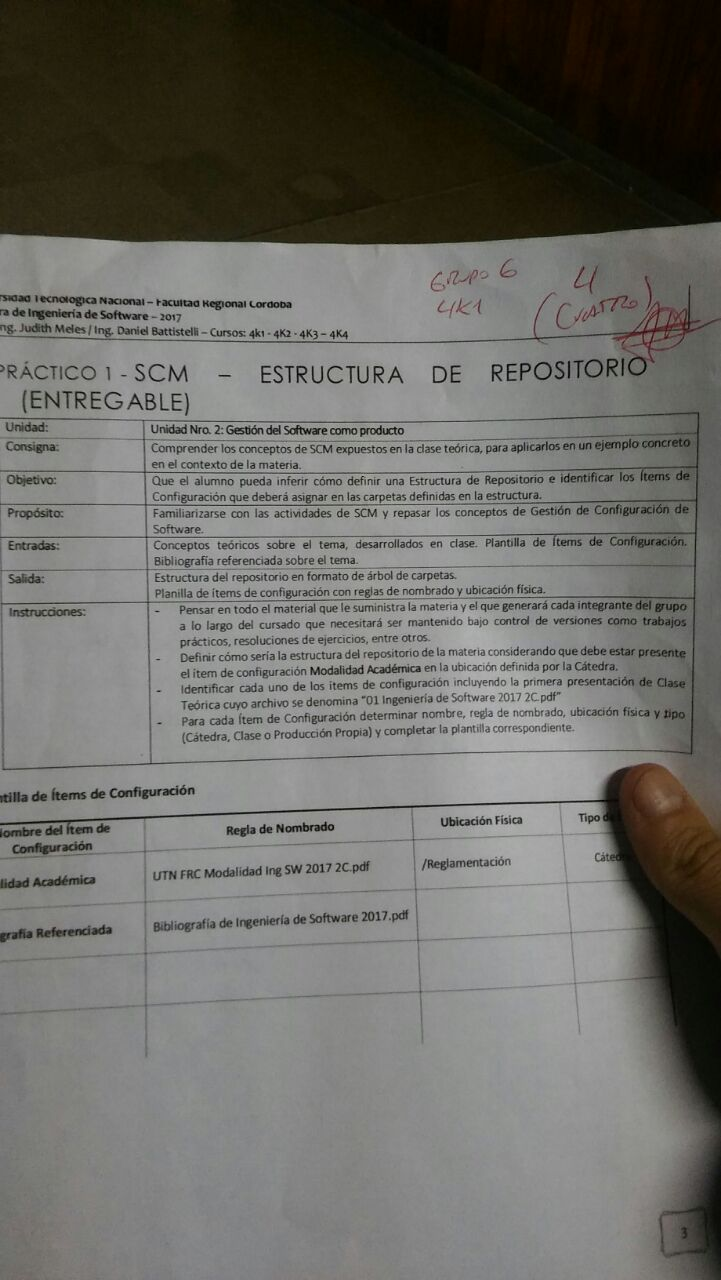 Grupo 6
4K1
4
(Cuatro)
rsidad Tecnológica Nacional – Facultad Regional Córdoba
ra de Ingeniería de Software – 2017
ng. Judith Meles / Ing. Daniel Battistelli – Cursos: 4k1 - 4K2 - 4K3 – 4K4
PRÁCTICO 1 - SCM – ESTRUCTURA DE REPOSITORIO
(ENTREGABLE)
Unidad: Unidad Nro. 2: Gestión del Software como producto
Consigna: Comprender los conceptos de SCM expuestos en la clase teórica, para aplicarlos en un ejemplo concreto
en el contexto de la materia.
Objetivo: Que el alumno pueda inferir cómo definir una Estructura de Repositorio e identificar los Ítems de
Configuración que deberá asignar en las carpetas definidas en la estructura.
Propósito: Familiarizarse con las actividades de SCM y repasar los conceptos de Gestión de Configuración de
Software.
Entradas: Conceptos teóricos sobre el tema, desarrollados en clase. Plantilla de Ítems de Configuración.
Bibliografía referenciada sobre el tema.
Salida: Estructura del repositorio en formato de árbol de carpetas.
Planilla de ítems de configuración con reglas de nombrado y ubicación física.
Instrucciones: - Pensar en todo el material que le suministra la materia y el que generará cada integrante del grupo
a lo largo del cursado que necesitará ser mantenido bajo control de versiones como trabajos
prácticos, resoluciones de ejercicios, entre otros.
- Definir cómo sería la estructura del repositorio de la materia considerando que debe estar presente
el ítem de configuración Modalidad Académica en la ubicación definida por la Cátedra.
- Identificar cada uno de los items de configuración incluyendo la primera presentación de Clase
Teórica cuyo archivo se denomina "01 Ingeniería de Software 2017 2C.pdf"
- Para cada Ítem de Configuración determinar nombre, regla de nombrado, ubicación física y tipo
(Cátedra, Clase o Producción Propia) y completar la plantilla correspondiente.
ntilla de Ítems de Configuración
Nombre del Ítem de
Configuración
Regla de Nombrado
Ubicación Física
Tipo de
lidad Académica
UTN FRC Modalidad Ing SW 2017 2C.pdf
/Reglamentación
Cáted
grafía Referenciada
Bibliografía de Ingeniería de Software 2017.pdf
3